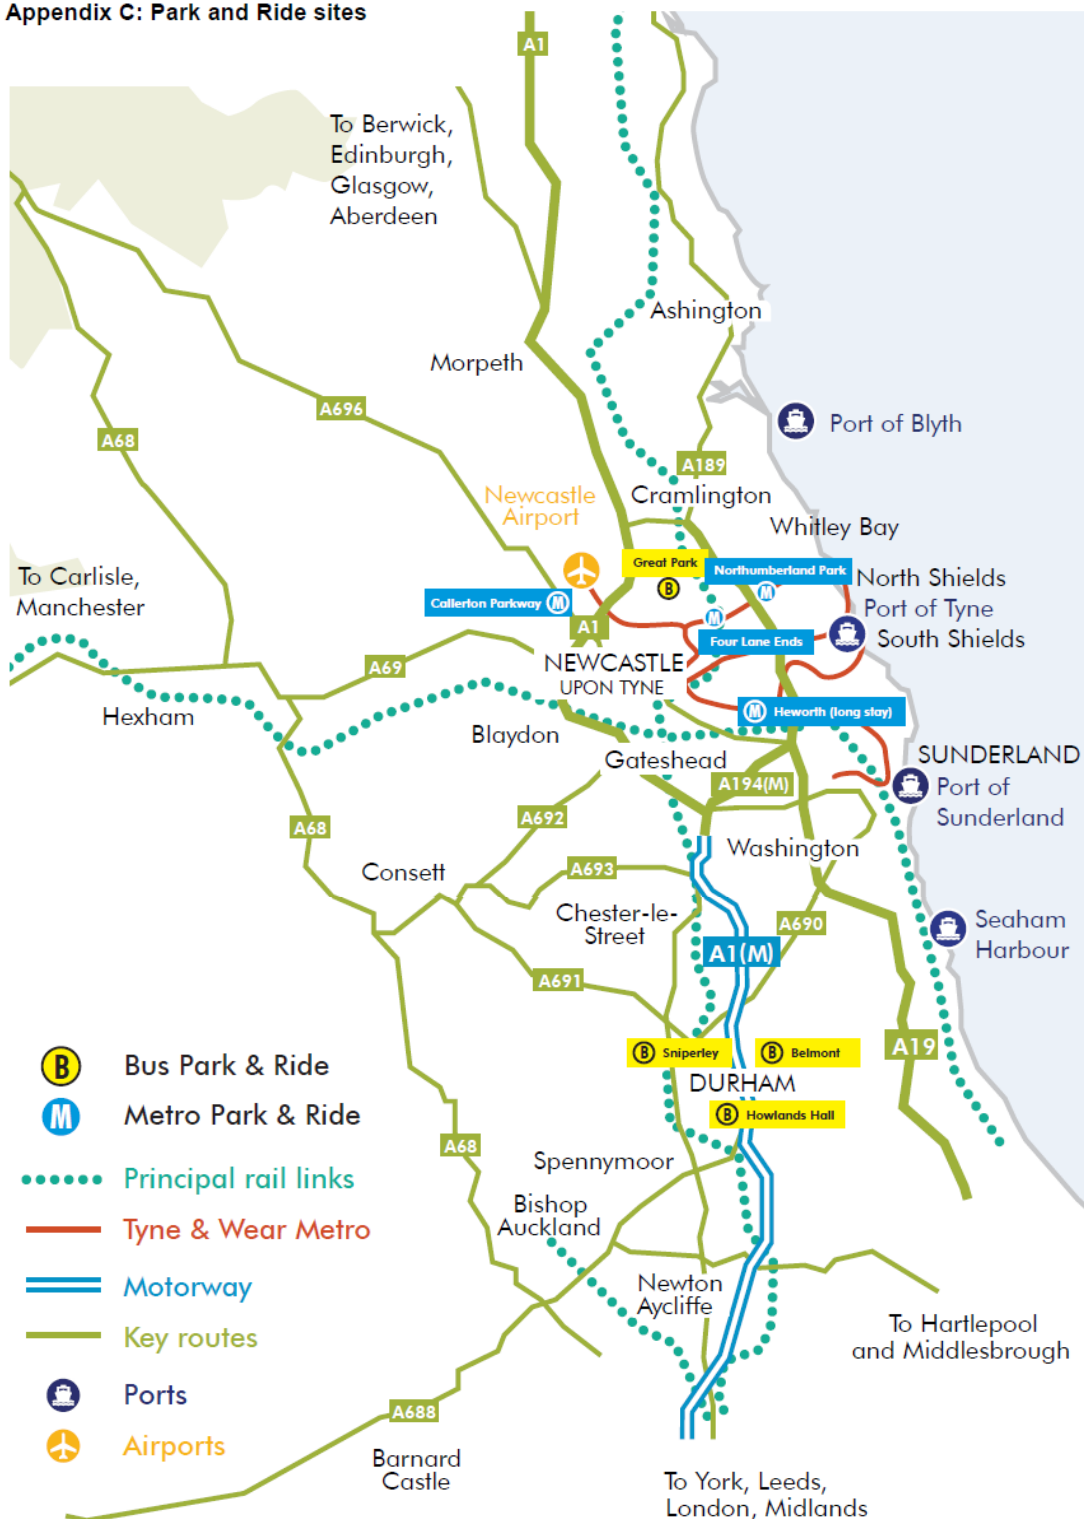 Appendix C: Park and Ride sites
A1
To Berwick,
Edinburgh,
Glasgow,
Aberdeen
Ashington
Morpeth
A696
Port of Blyth
A68
A189
Newcastle
Airport
Cramlington
Whitley Bay
Great Park
B
Northumberland Park
M
To Carlisle,
Manchester
North Shields
Callerton Parkway M
Port of Tyne
M
A1
South Shields
Four Lane Ends
A69
NEWCASTLE
UPON TYNE
Hexham
M Heworth (long stay)
Blaydon
Gateshead
SUNDERLAND
A194(M)
Port of
Sunderland
A692
A68
Washington
Consett
A693
Chester-le-
Street
A690
Seaham
Harbour
A1(M)
A691
A19
B Sniperley
B Belmont
DURHAM
B Howlands Hall
B Bus Park & Ride
M Metro Park & Ride
A68
Spennymoor
Principal rail links
Bishop
Auckland
Tyne & Wear Metro
Motorway
Newton
Aycliffe
Key routes
To Hartlepool
and Middlesbrough
Ports
A688
Airports
Barnard
Castle
To York, Leeds,
London, Midlands